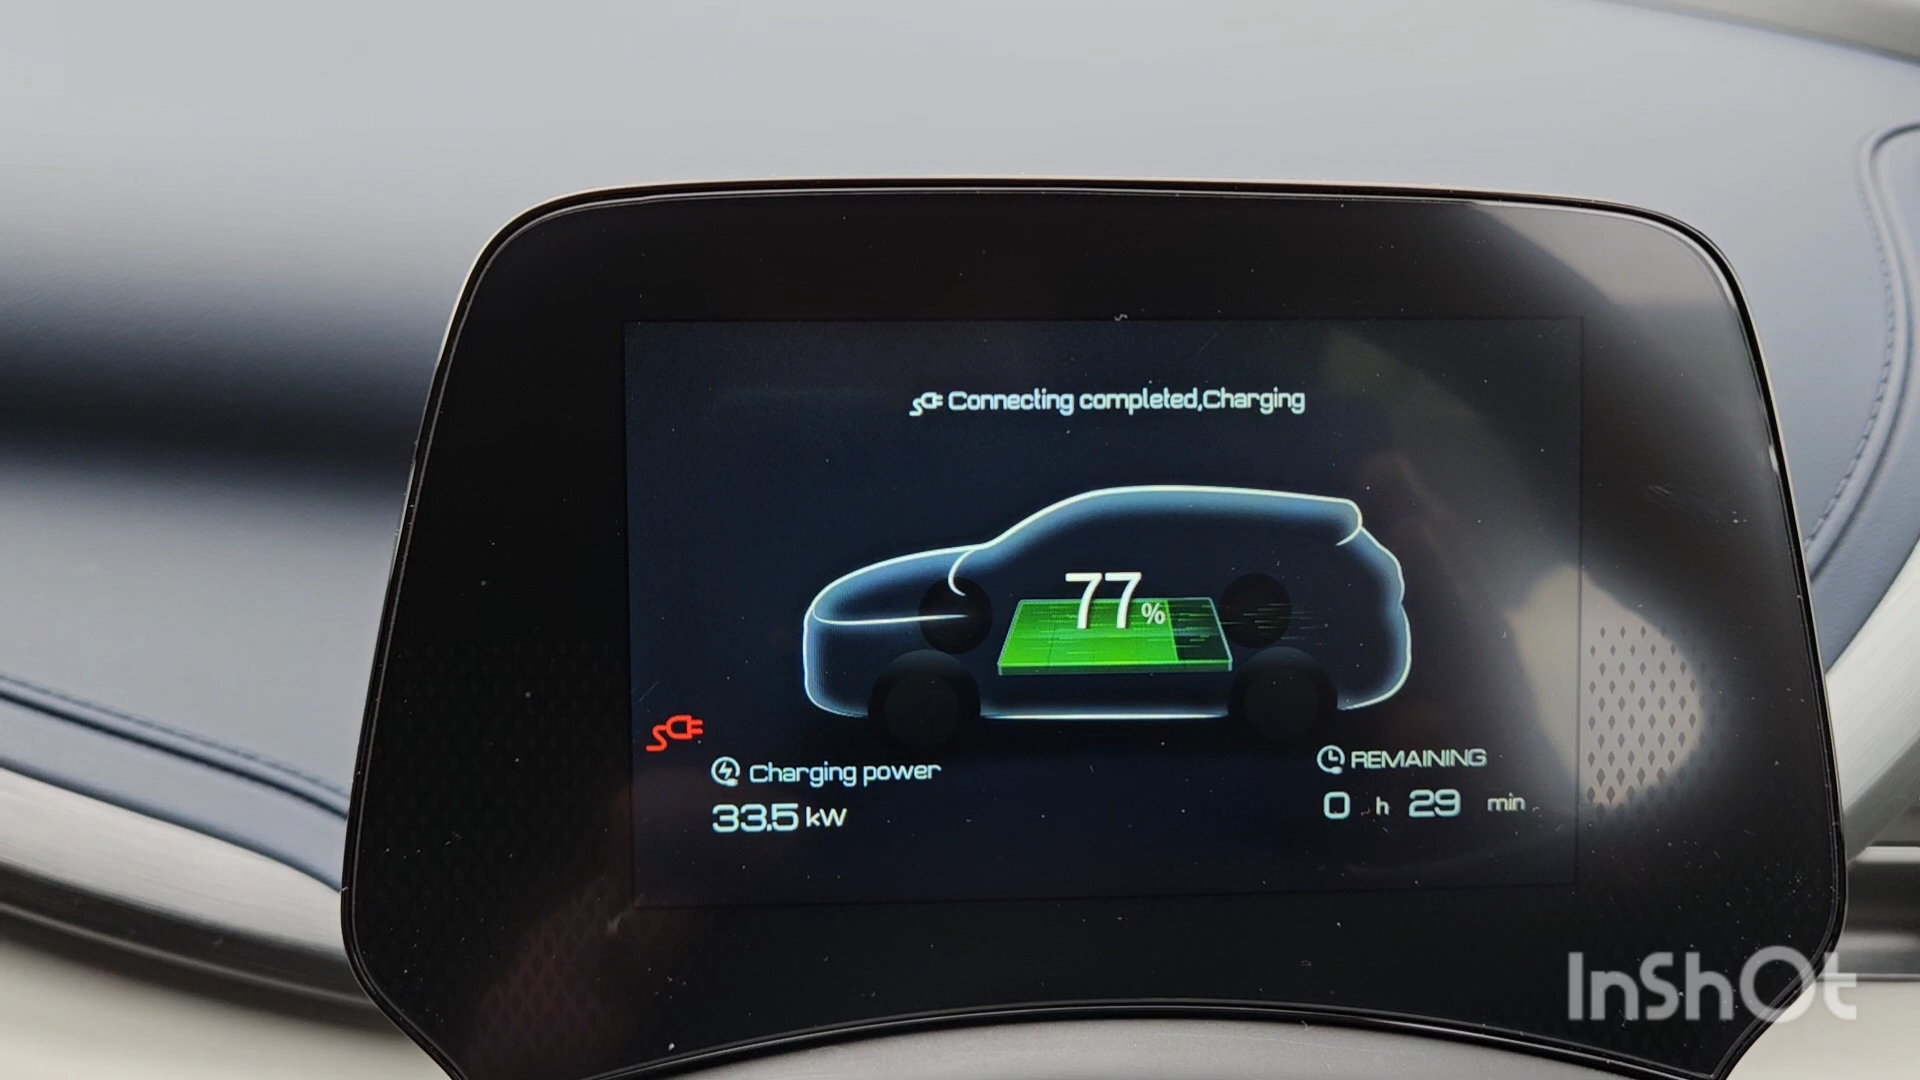 Connecting completed,Charging
77%
Charging power
33.5 kW
REMAINING
0 h 29 min
InShOt